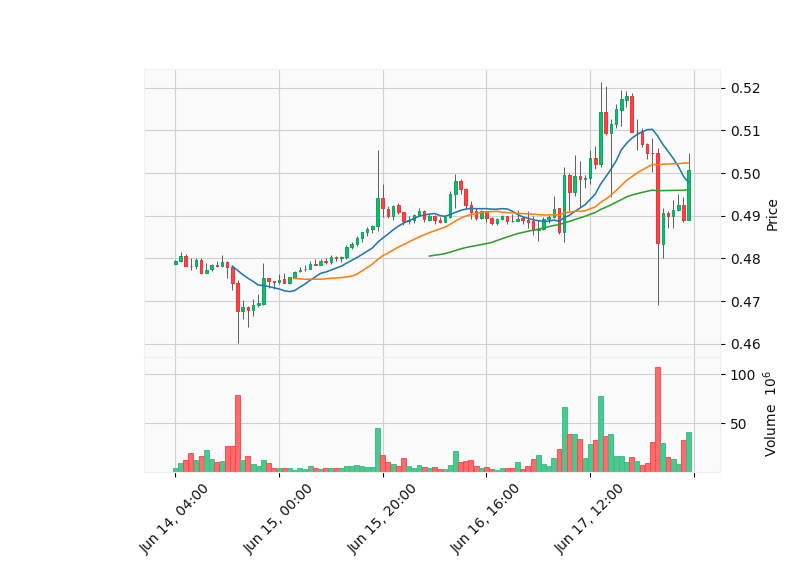 0.52
0.51
0.50
0.49
0.48
0.47
0.46
Price
100
50
Volume 10⁶
Jun 14, 04:00
Jun 15, 00:00
Jun 15, 20:00
Jun 16, 16:00
Jun 17, 12:00